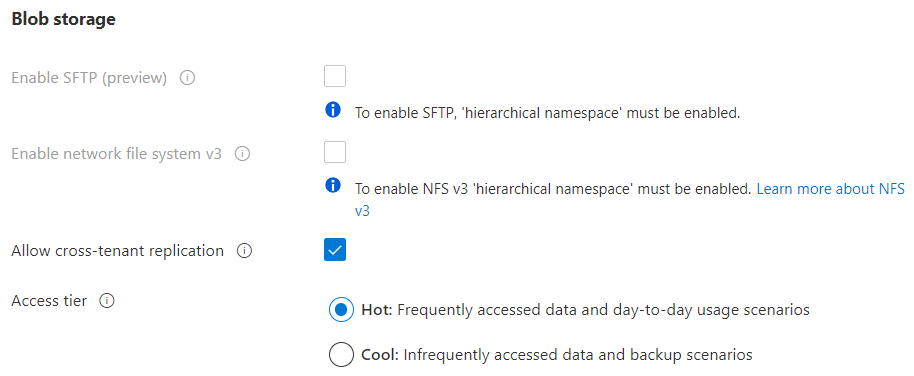 Blob storage
Enable SFTP (preview)
To enable SFTP, 'hierarchical namespace' must be enabled.
Enable network file system v3
To enable NFS v3 'hierarchical namespace' must be enabled. Learn more about NFS
v3
Allow cross-tenant replication
Access tier
Hot: Frequently accessed data and day-to-day usage scenarios
Cool: Infrequently accessed data and backup scenarios